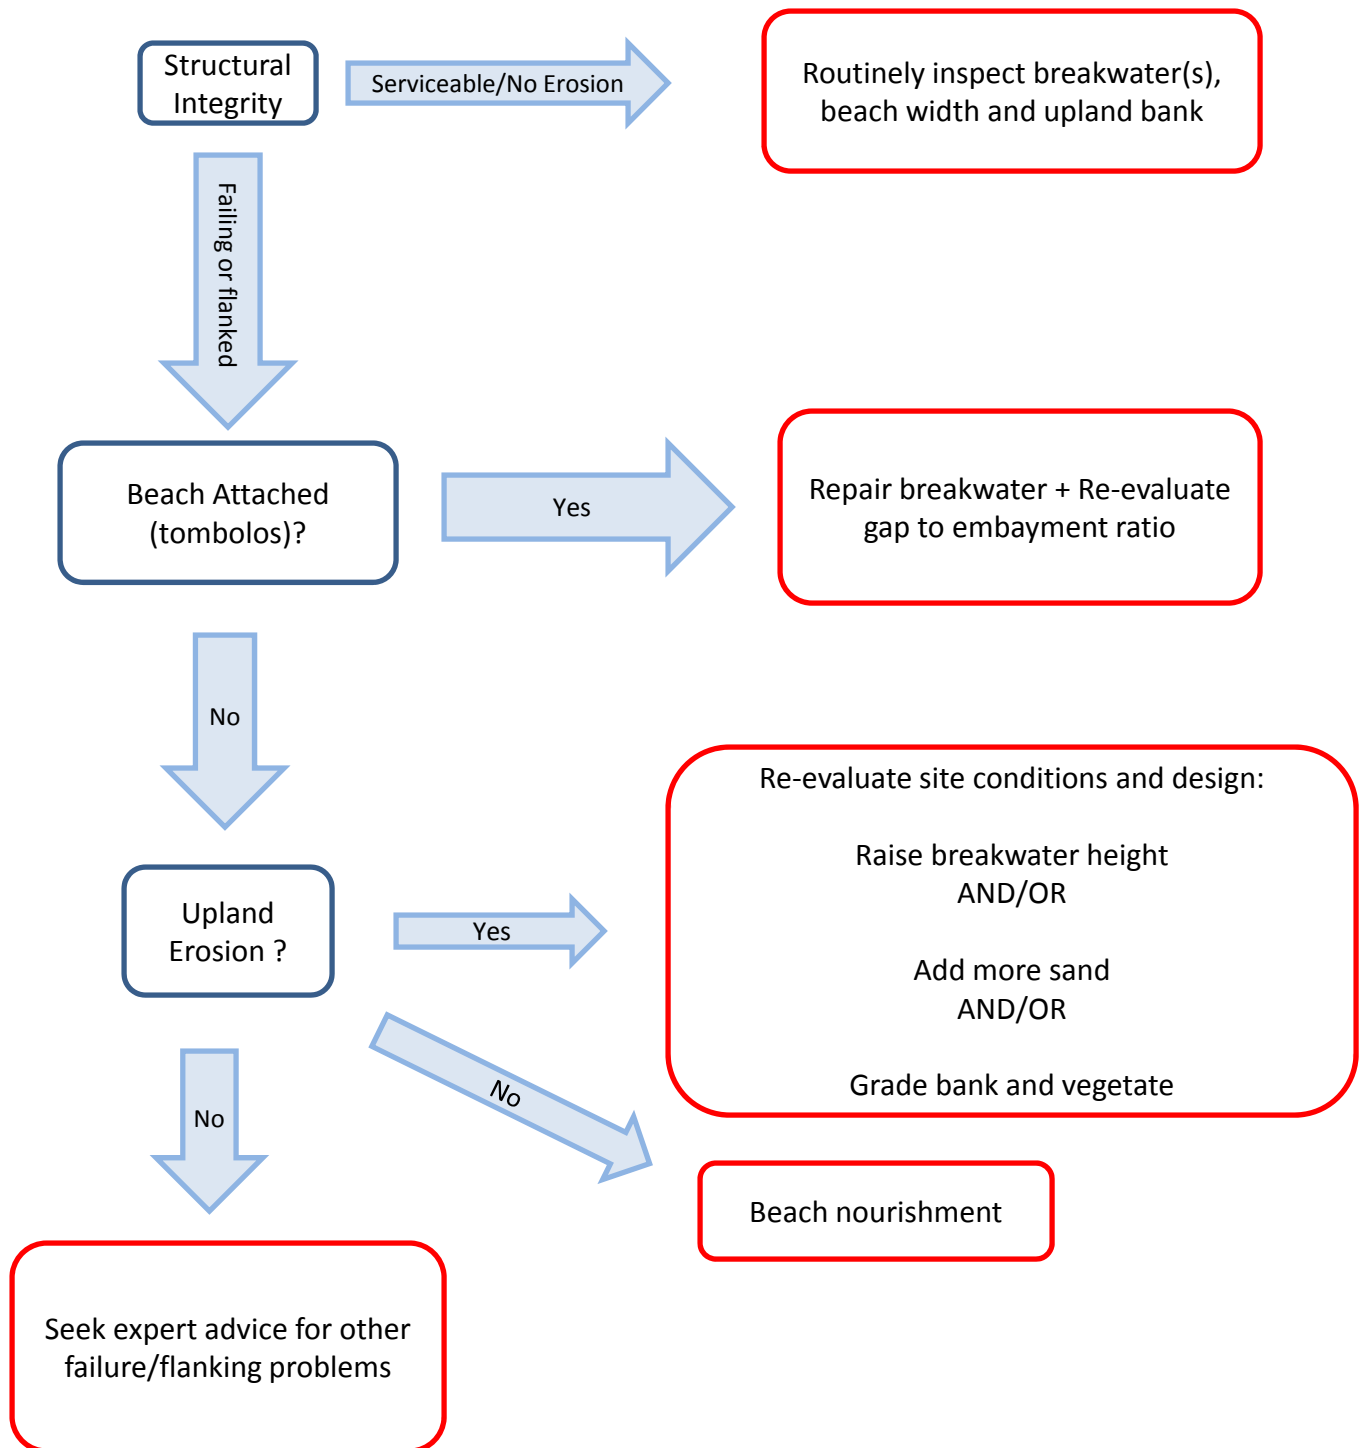 Structural
Integrity
Serviceable/No Erosion
Routinely inspect breakwater(s),
beach width and upland bank
Failing or flanked
Beach Attached
(tombolos)?
Yes
Repair breakwater + Re-evaluate
gap to embayment ratio
No
Upland
Erosion ?
Yes
Re-evaluate site conditions and design:
Raise breakwater height
AND/OR
Add more sand
AND/OR
Grade bank and vegetate
No
Beach nourishment
No
Seek expert advice for other
failure/flanking problems